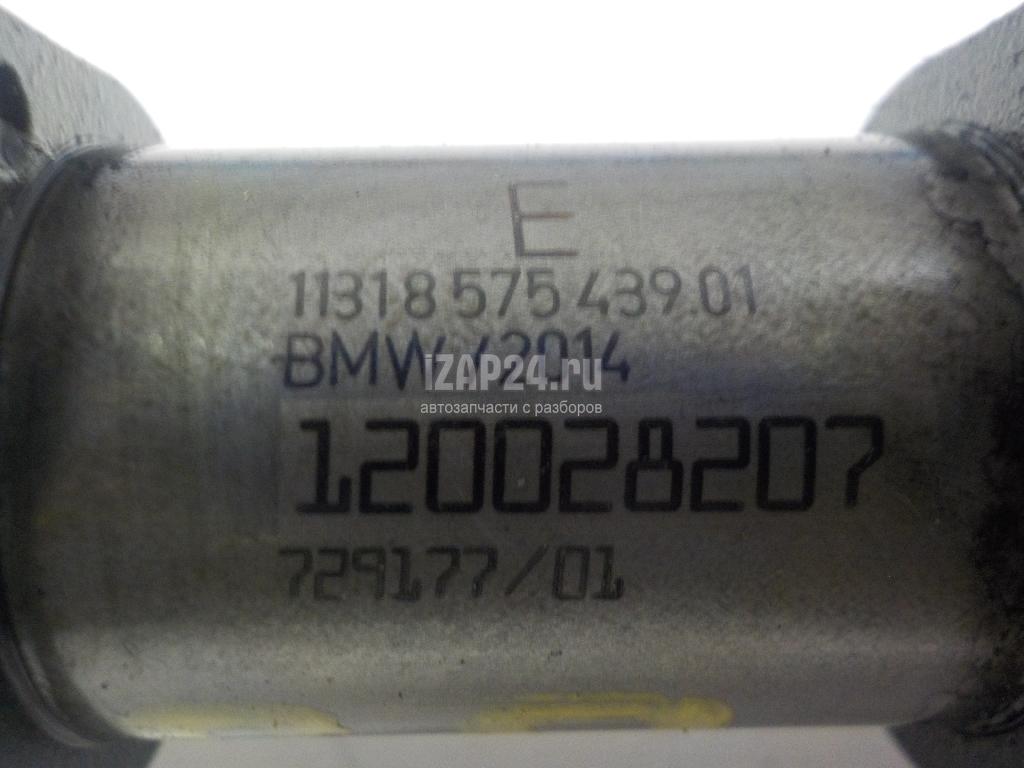 E
11318 575 439.01
BMW 2014
iZAP24.ru
автозапчасти с разборов
120028207
729177/01